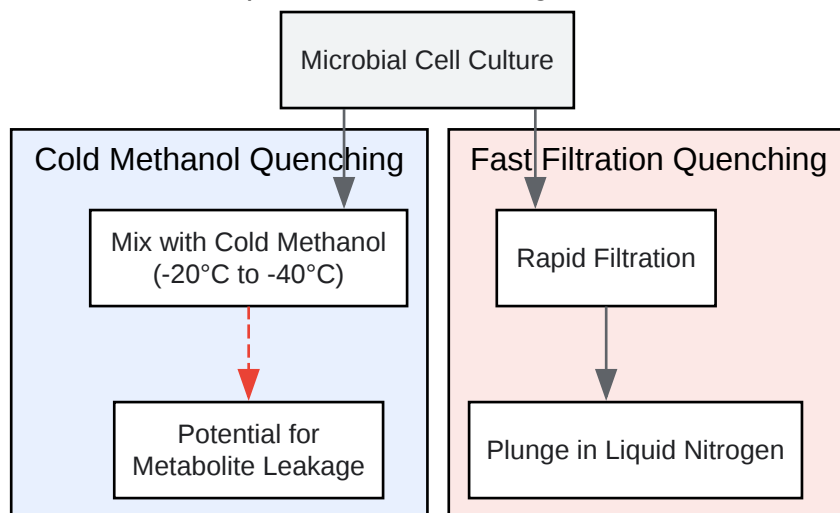 Microbial Cell Culture
Cold Methanol Quenching
Fast Filtration Quenching
Mix with Cold Methanol
(-20°C to -40°C)
Rapid Filtration
Potential for
Metabolite Leakage
Plunge in Liquid Nitrogen